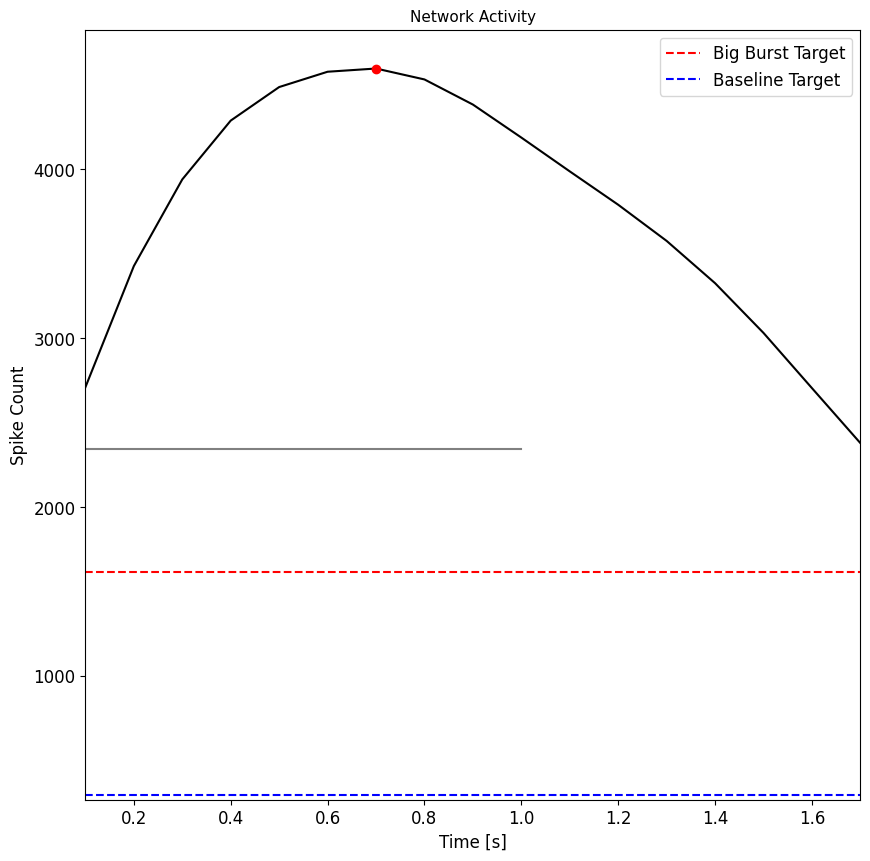 Network Activity
Big Burst Target
Baseline Target
Spike Count
4000
3000
2000
1000
0.2 0.4 0.6 0.8 1.0 1.2 1.4 1.6
Time [s]